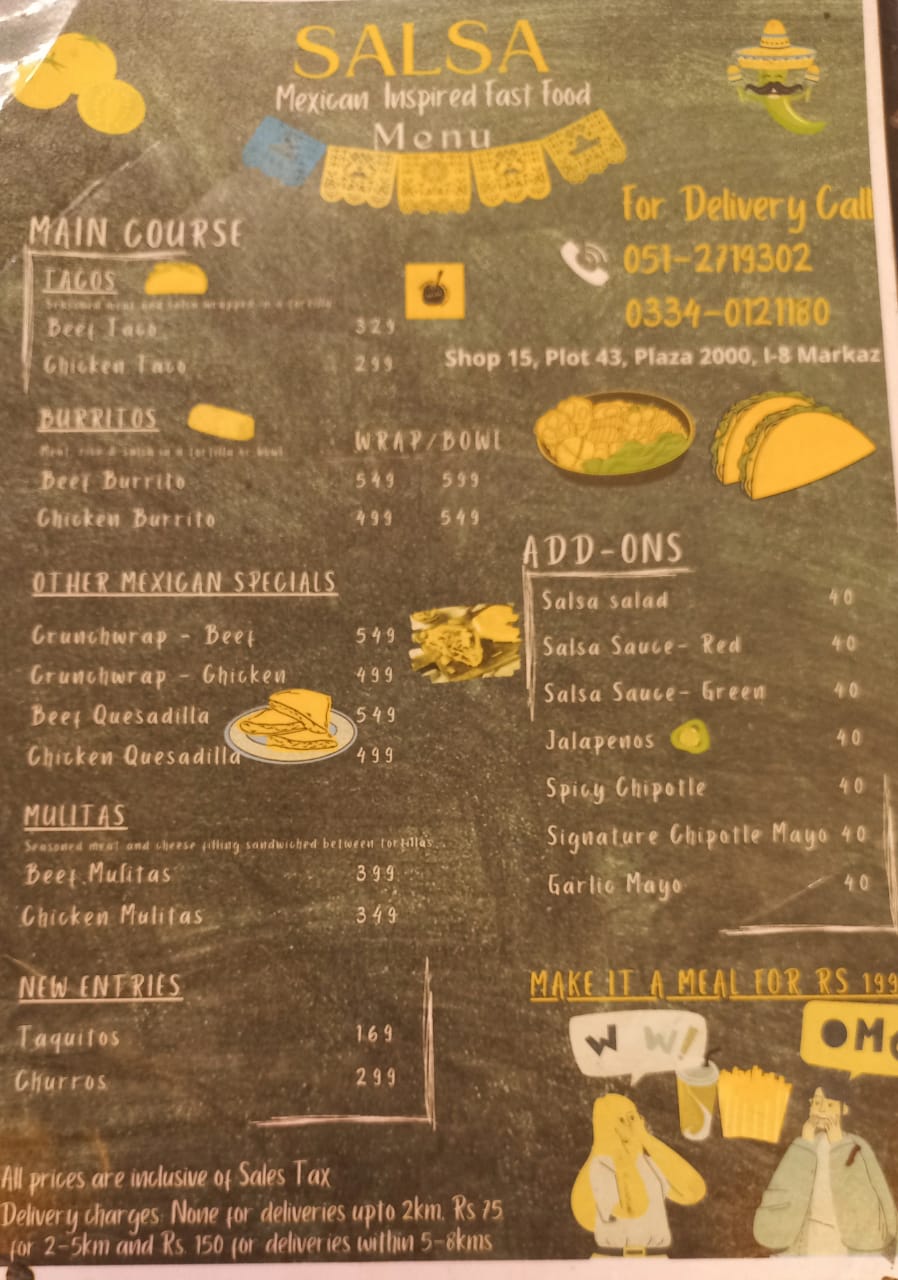 SALSA
Mexican Inspired Fast Food
Menu
For Delivery Call
051-2719302
0334-0121180
Shop 15, Plot 43, Plaza 2000, I-8 Markaz
MAIN COURSE
TACOS
Seasoned meat and salsa wrapped in a tortilla
Beef Taco 329
Chicken Taco 299
BURRITOS
Meat, rice & salsa in a tortilla or bowl
WRAP/BOWL
Beef Burrito 549 599
Chicken Burrito 499 549
OTHER MEXICAN SPECIALS
Crunchwrap - Beef 549
Crunchwrap - Chicken 499
Beef Quesadilla 549
Chicken Quesadilla 499
MULITAS
Seasoned meat and cheese filling sandwiched between tortillas
Beef Mulitas 399
Chicken Mulitas 349
NEW ENTRIES
Taquitos 169
Churros 299
ADD-ONS
Salsa salad 40
Salsa Sauce- Red 40
Salsa Sauce- Green 40
Jalapenos 40
Spicy Chipotle 40
Signature Chipotle Mayo 40
Garlic Mayo 40
MAKE IT A MEAL FOR RS 199
W W!
All prices are inclusive of Sales Tax
Delivery charges: None for deliveries upto 2km. Rs 75
for 2-5km and Rs. 150 for deliveries within 5-8kms